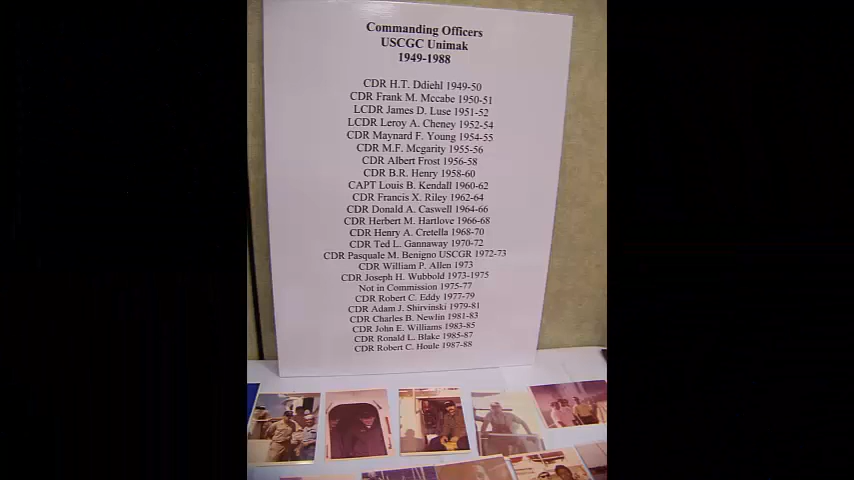 Commanding Officers
USCGC Unimak
1949-1988
CDR H.T. Ddiehl 1949-50
CDR Frank M. Mccabe 1950-51
LCDR James D. Luse 1951-52
LCDR Leroy A. Cheney 1952-54
CDR Maynard F. Young 1954-55
CDR M.F. Mcgarity 1955-56
CDR Albert Frost 1956-58
CDR B.R. Henry 1958-60
CAPT Louis B. Kendall 1960-62
CDR Francis X. Riley 1962-64
CDR Donald A. Caswell 1964-66
CDR Herbert M. Hartlove 1966-68
CDR Henry A. Cretella 1968-70
CDR Ted L. Gannaway 1970-72
CDR Pasquale M. Benigno USCGR 1972-73
CDR William P. Allen 1973
CDR Joseph H. Wubbold 1973-1975
Not in Commission 1975-77
CDR Robert C. Eddy 1977-79
CDR Adam J. Shirvinski 1979-81
CDR Charles B. Newlin 1981-83
CDR John E. Williams 1983-85
CDR Ronald L. Blake 1985-87
CDR Robert C. Houle 1987-88